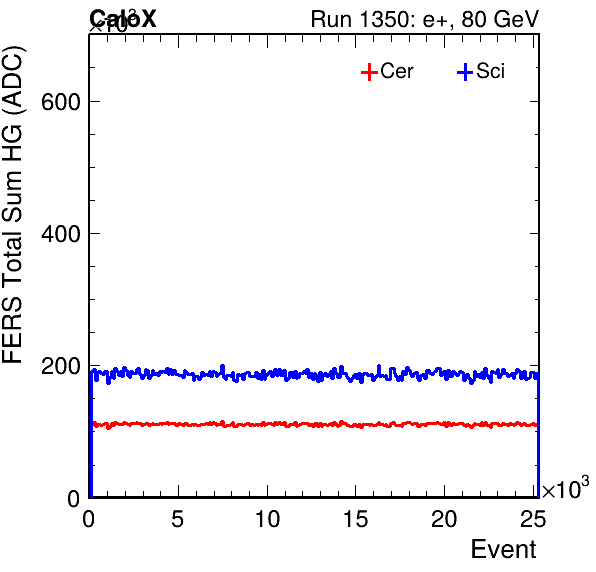 CaloX Run 1350: e+, 80 GeV
×10³
Cer Sci
FERS Total Sum HG (ADC)
600
400
200
0
0 5 10 15 20 25 ×10³
Event